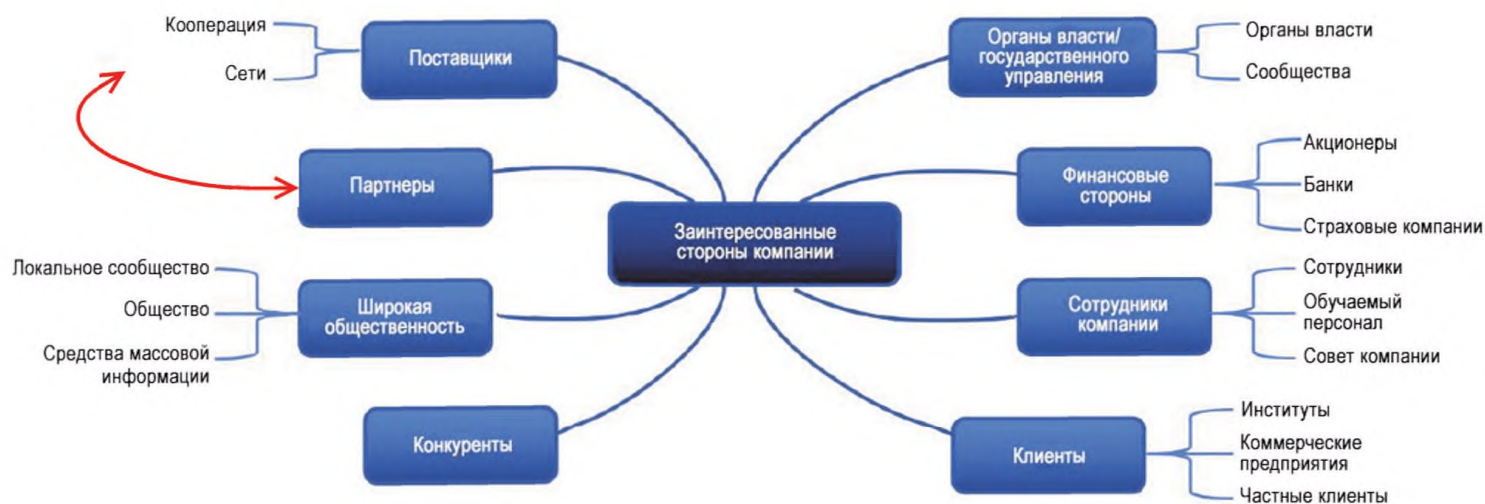 Кооперация
Сети
Поставщики
Партнеры
Локальное сообщество
Общество
Средства массовой
информации
Широкая
общественность
Конкуренты
Заинтересованные
стороны компании
Органы власти/
государственного
управления
Органы власти
Сообщества
Финансовые
стороны
Акционеры
Банки
Страховые компании
Сотрудники
компании
Сотрудники
Обучаемый
персонал
Совет компании
Клиенты
Институты
Коммерческие
предприятия
Частные клиенты